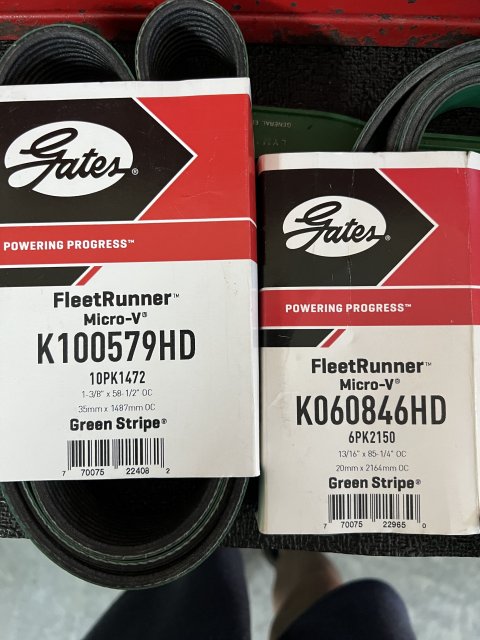 Gates®
POWERING PROGRESS™
FleetRunner™
Micro-V®
K100579HD
10PK1472
1-3/8" x 58-1/2" OC
35mm x 1487mm OC
Green Stripe®
7 70075 22408 2
GENERAL
Gates®
POWERING PROGRESS™
FleetRunner™
Micro-V®
K060846HD
6PK2150
13/16" x 85-1/4" OC
20mm x 2164mm OC
Green Stripe®
7 70075 22965 0